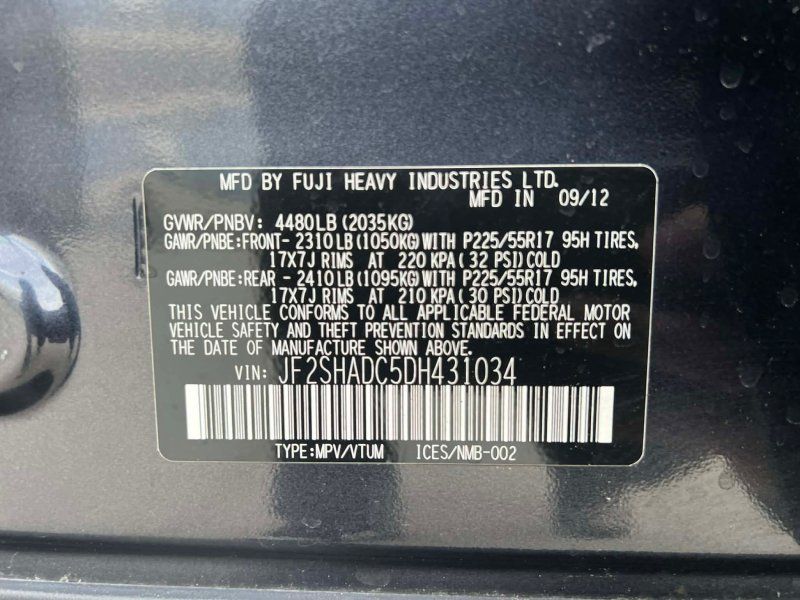 MFD BY FUJI HEAVY INDUSTRIES LTD.
MFD IN 09/12
GVWR/PNBV: 4480LB(2035KG)
GAWR/PNBE:FRONT- 2310LB(1050KG)WITH P225/55R17 95H TIRES,
17X7J RIMS AT 220 KPA(32 PSI)COLD
GAWR/PNBE:REAR - 2410LB(1095KG)WITH P225/55R17 95H TIRES,
17X7J RIMS AT 210 KPA(30 PSI)COLD
THIS VEHICLE CONFORMS TO ALL APPLICABLE FEDERAL MOTOR
VEHICLE SAFETY AND THEFT PREVENTION STANDARDS IN EFFECT ON
THE DATE OF MANUFACTURE SHOWN ABOVE.
VIN: JF2SHADC5DH431034
TYPE:MPV/VTUM ICES/NMB-002